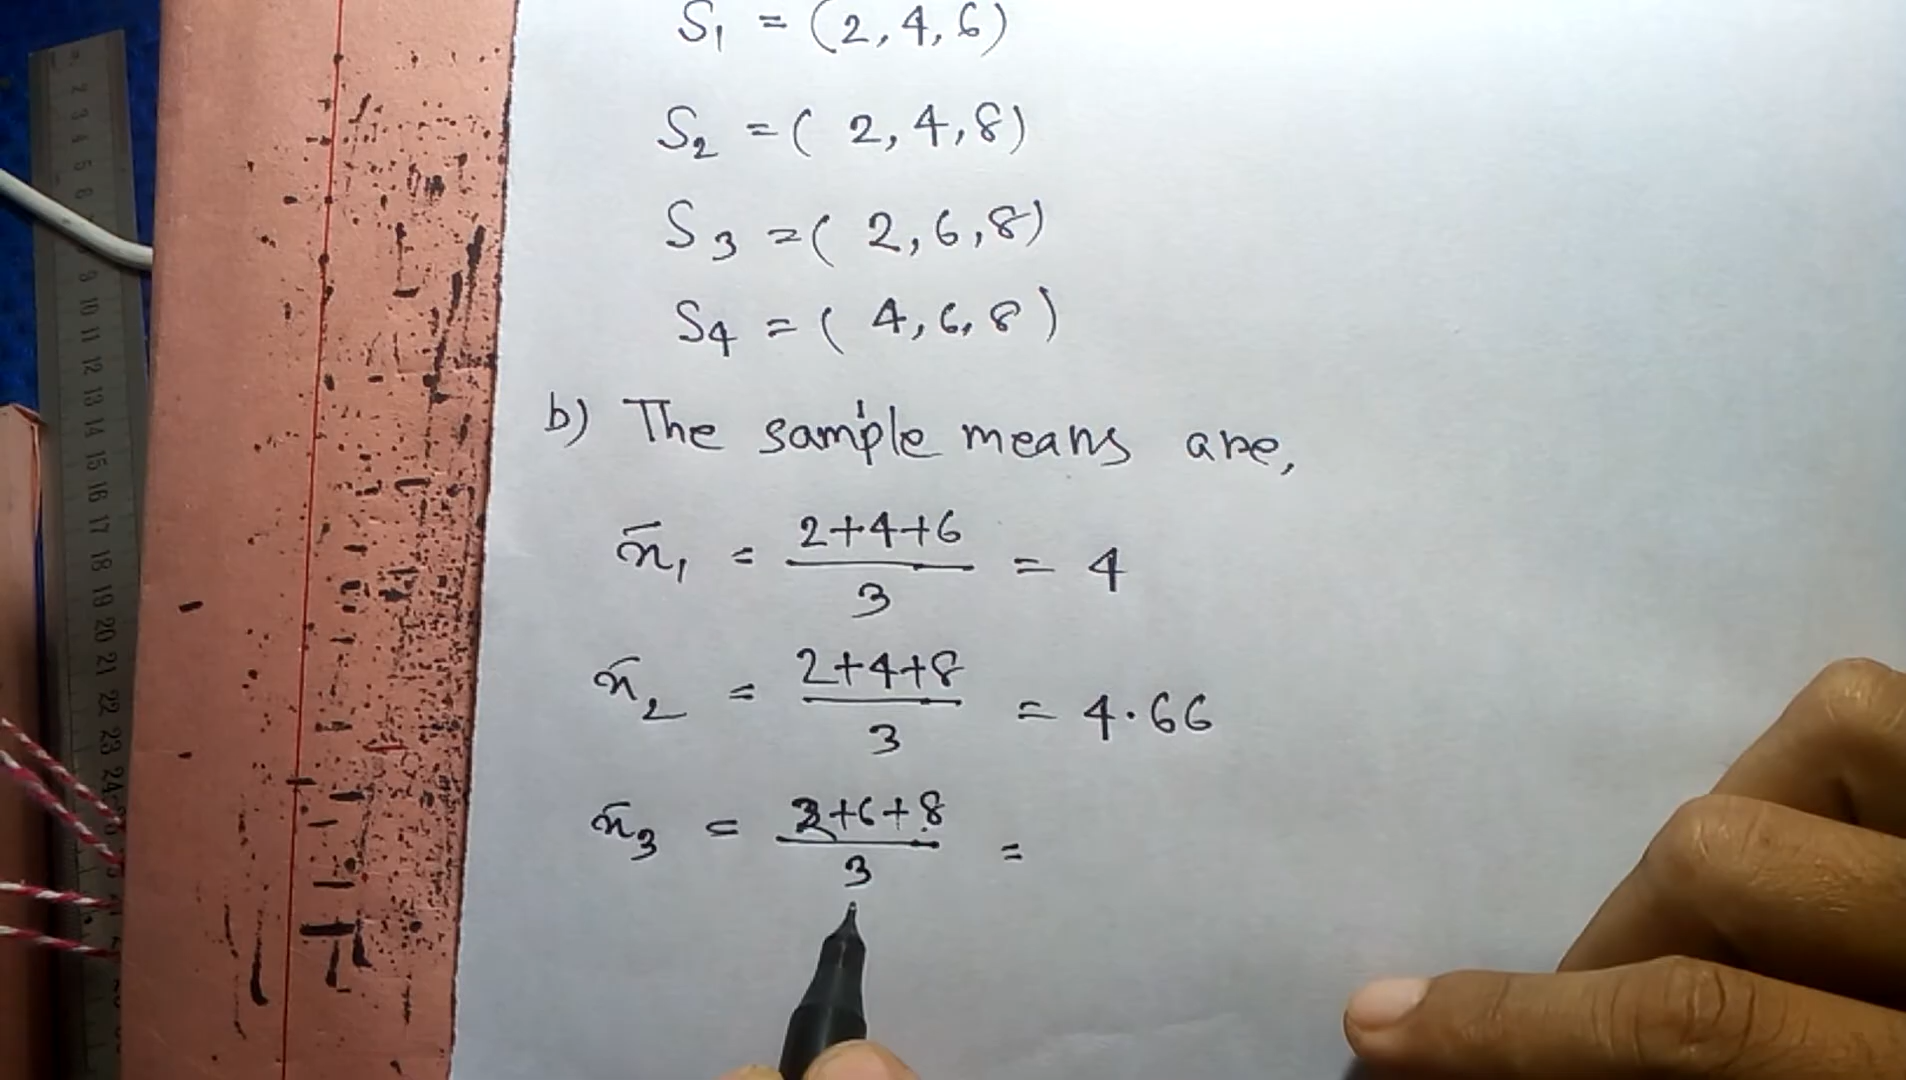 S1 = (2, 4, 6)
S2 = ( 2, 4, 8)
S3 = ( 2, 6, 8)
S4 = ( 4, 6, 8 )
b) The sample means are,
x̄1 = 2+4+6 / 3 = 4
x̄2 = 2+4+8 / 3 = 4.66
x̄3 = 2+6+8 / 3 =